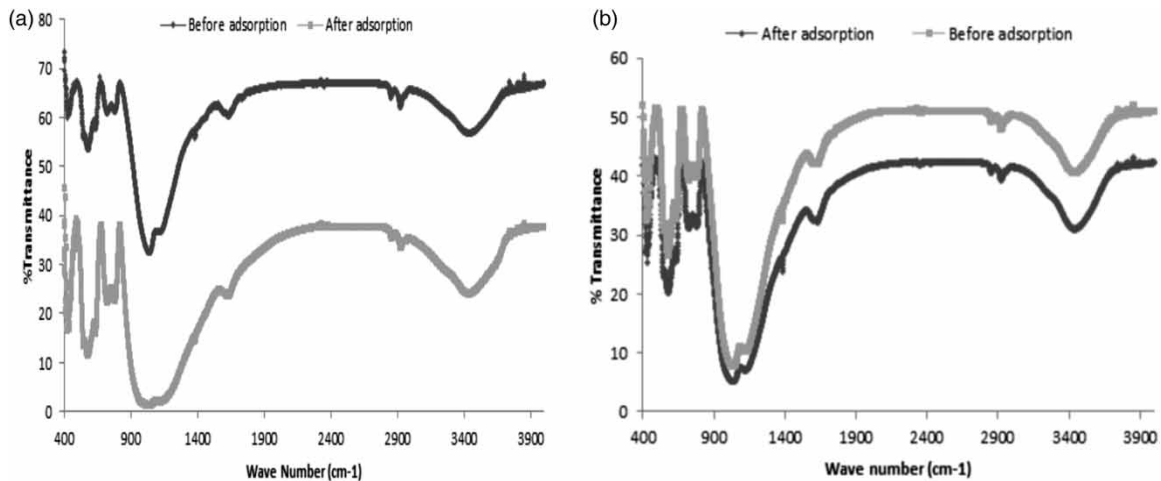 (a)
Before adsorption After adsorption
80
70
60
50
40
30
20
10
0
%Transmittance
400 900 1400 1900 2400 2900 3400 3900
Wave Number (cm-1)
(b)
After adsorption Before adsorption
60
50
40
30
20
10
0
% Transmittance
400 900 1400 1900 2400 2900 3400 3900
Wave number (cm-1)